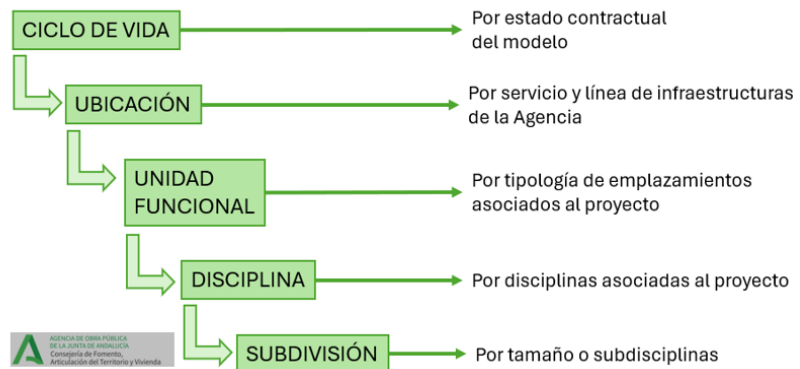 CICLO DE VIDA
Por estado contractual
del modelo
UBICACIÓN
Por servicio y línea de infraestructuras
de la Agencia
UNIDAD
FUNCIONAL
Por tipología de emplazamientos
asociados al proyecto
DISCIPLINA
Por disciplinas asociadas al proyecto
SUBDIVISIÓN
Por tamaño o subdisciplinas
AGENCIA DE OBRA PÚBLICA
DE LA JUNTA DE ANDALUCÍA
Consejería de Fomento,
Articulación del Territorio y Vivienda